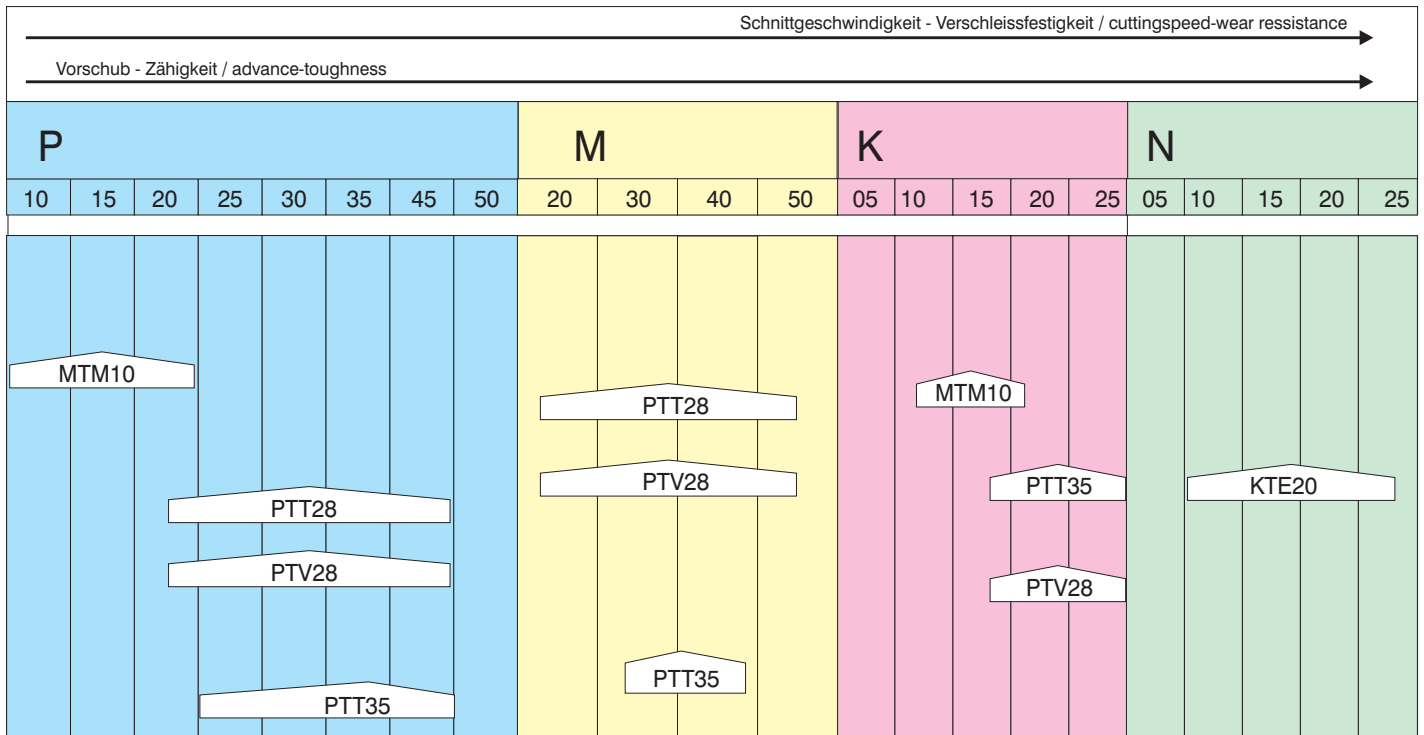 Schnittgeschwindigkeit - Verschleissfestigkeit / cuttingspeed-wear ressistance
Vorschub - Zähigkeit / advance-toughness
P M K N
10 15 20 25 30 35 45 50 20 30 40 50 05 10 15 20 25 05 10 15 20 25
MTM10
PTT28
MTM10
PTV28
PTT35
KTE20
PTT28
PTV28
PTV28
PTT35
PTT35